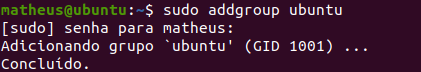 matheus@ubuntu:~$ sudo addgroup ubuntu
[sudo] senha para matheus:
Adicionando grupo `ubuntu' (GID 1001) ...
Concluído.